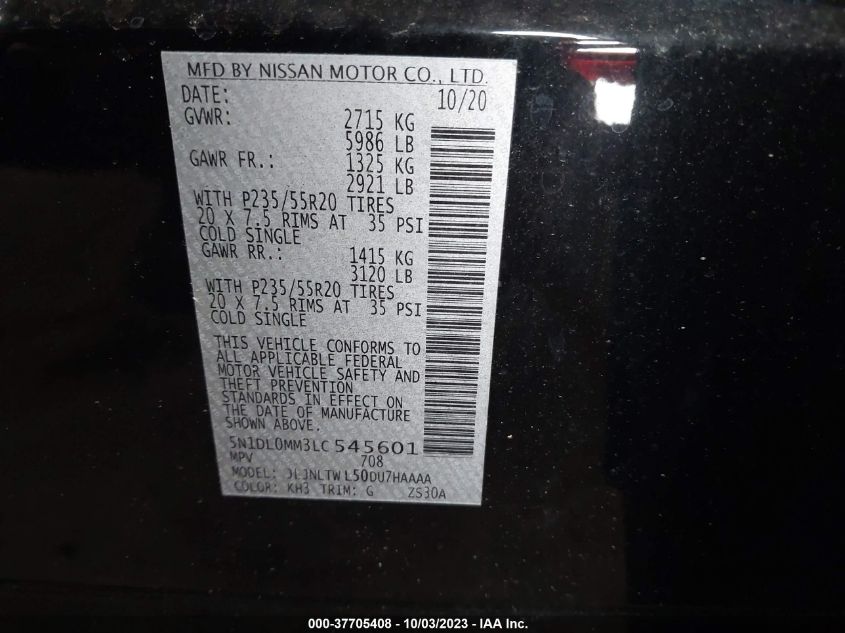 MFD BY NISSAN MOTOR CO., LTD.
DATE: 10/20
GVWR: 2715 KG
5986 LB
GAWR FR.: 1325 KG
2921 LB
WITH P235/55R20 TIRES
20 X 7.5 RIMS AT 35 PSI
COLD SINGLE
GAWR RR.: 1415 KG
3120 LB
WITH P235/55R20 TIRES
20 X 7.5 RIMS AT 35 PSI
COLD SINGLE
THIS VEHICLE CONFORMS TO
ALL APPLICABLE FEDERAL
MOTOR VEHICLE SAFETY AND
THEFT PREVENTION
STANDARDS IN EFFECT ON
THE DATE OF MANUFACTURE
SHOWN ABOVE.
5N1DL0MM3LC 545601
MPV 708
MODEL:
COLOR: KH3 TRIM: G ZS30A
000-37705408 - 10/03/2023 - IAA Inc.